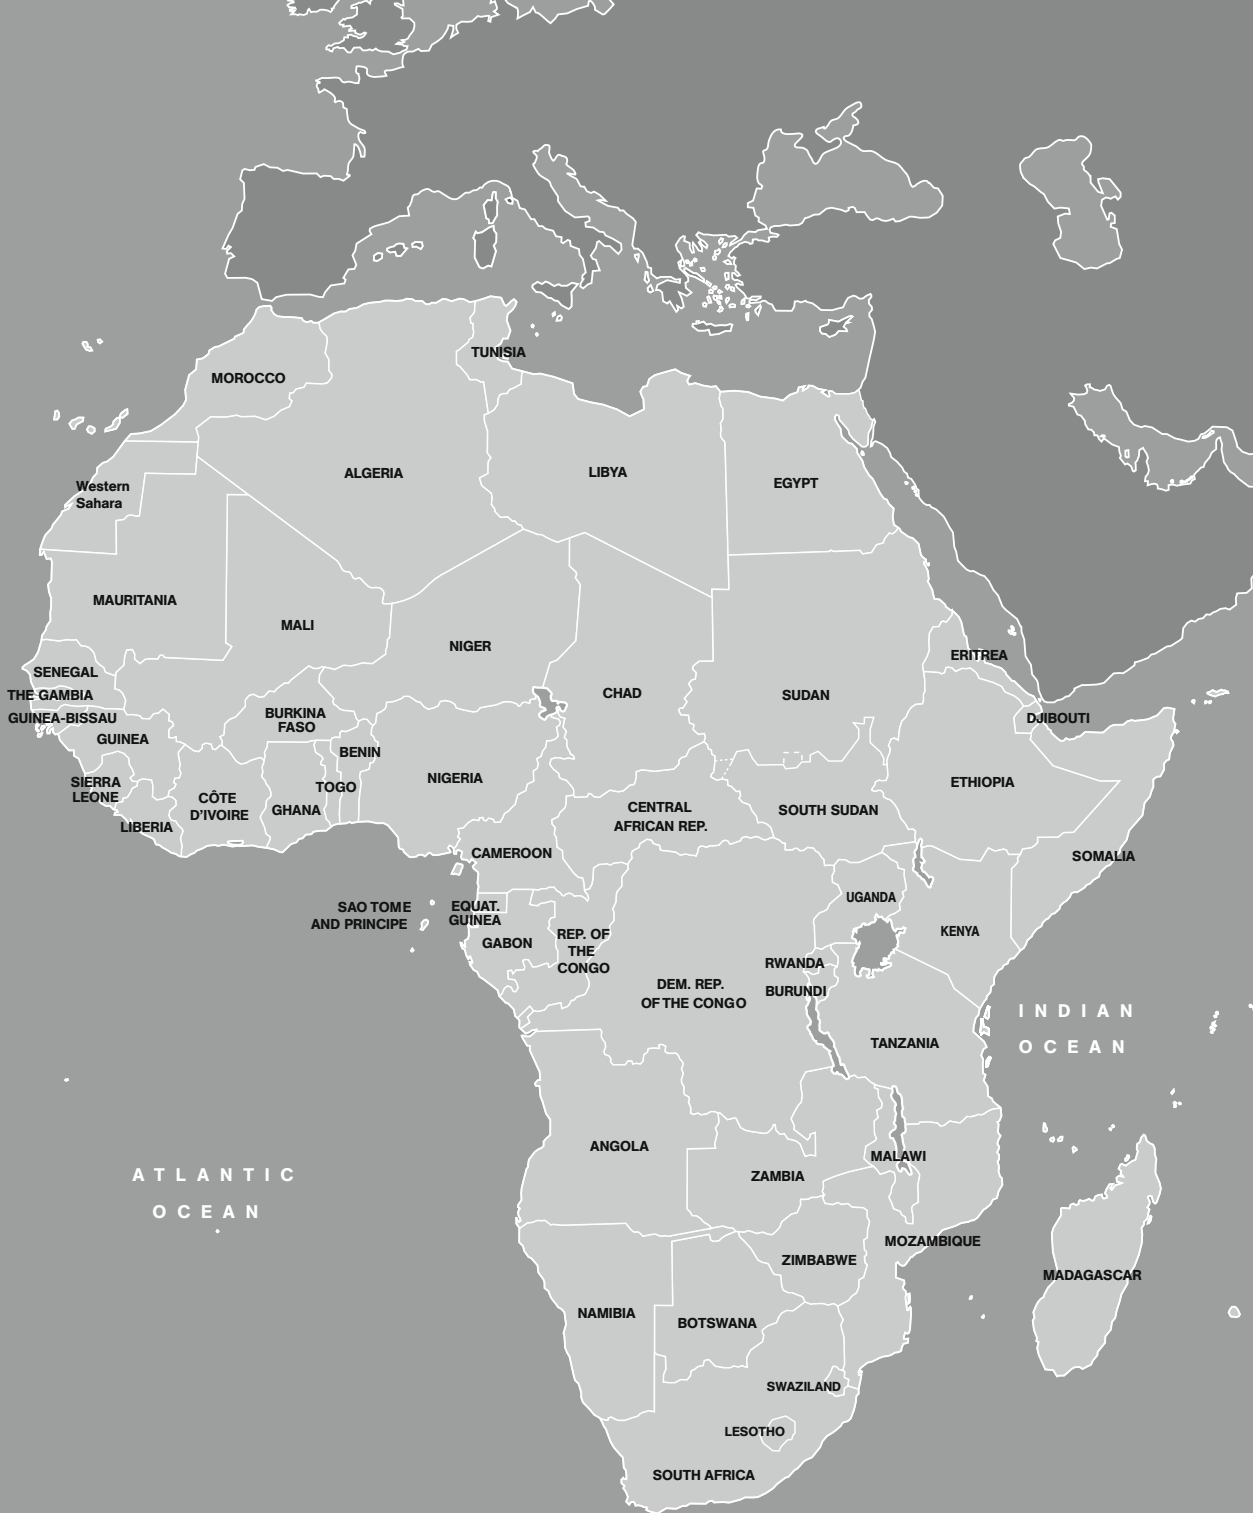 TUNISIA
MOROCCO
ALGERIA
LIBYA
EGYPT
Western
Sahara
MAURITANIA
MALI
NIGER
ERITREA
SENEGAL
CHAD
SUDAN
THE GAMBIA
GUINEA-BISSAU
BURKINA
FASO
DJIBOUTI
GUINEA
BENIN
NIGERIA
ETHIOPIA
SIERRA
LEONE
TOGO
CÔTE
D'IVOIRE
GHANA
CENTRAL
AFRICAN REP.
SOUTH SUDAN
LIBERIA
CAMEROON
SOMALIA
UGANDA
SAO TOME
AND PRINCIPE
EQUAT.
GUINEA
KENYA
GABON
REP. OF
THE
CONGO
RWANDA
DEM. REP.
OF THE CONGO
BURUNDI
INDIAN
OCEAN
TANZANIA
ANGOLA
MALAWI
ATLANTIC
OCEAN
ZAMBIA
MOZAMBIQUE
ZIMBABWE
MADAGASCAR
NAMIBIA
BOTSWANA
SWAZILAND
LESOTHO
SOUTH AFRICA